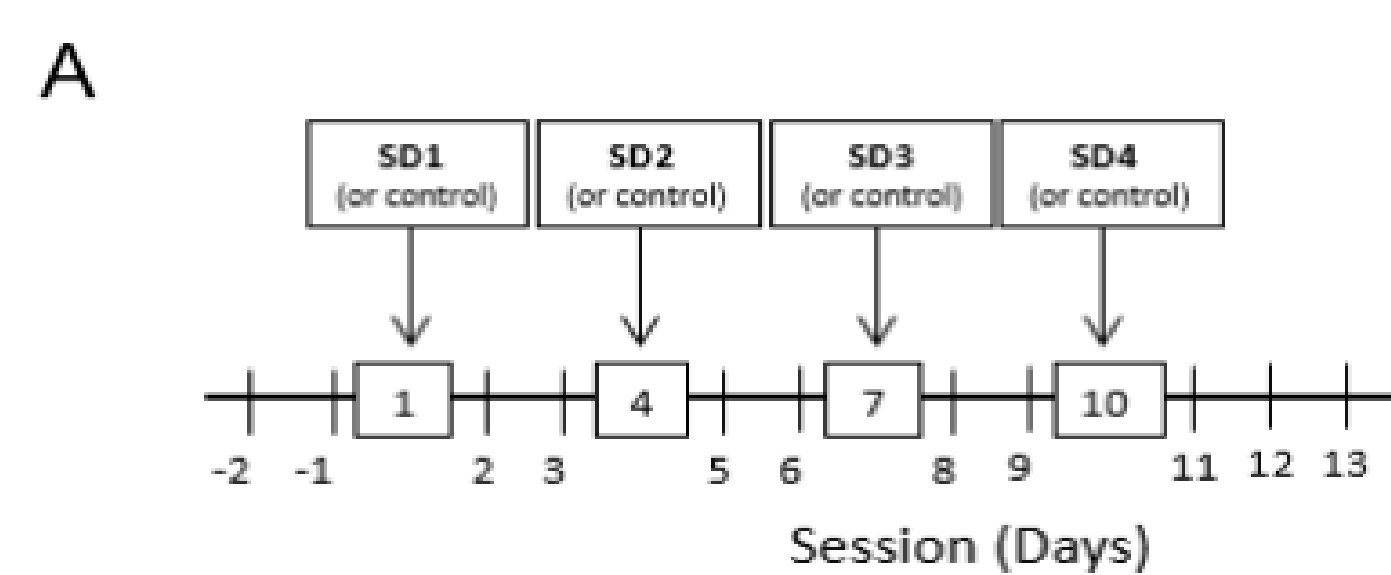 A
SD1 SD2 SD3 SD4
(or control) (or control) (or control) (or control)
1 4 7 10
-2 -1 2 3 5 6 8 9 11 12 13
Session (Days)